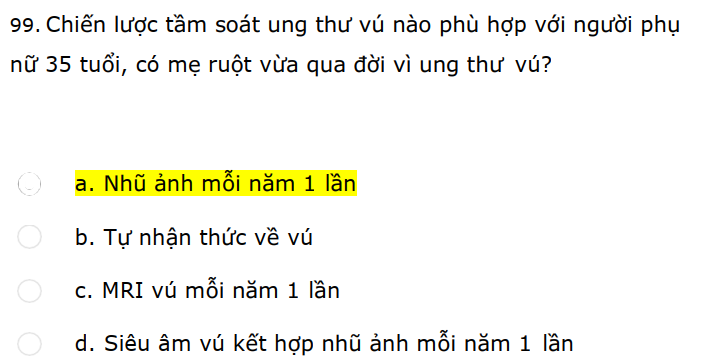 99. Chiến lược tầm soát ung thư vú nào phù hợp với người phụ
nữ 35 tuổi, có mẹ ruột vừa qua đời vì ung thư vú?
a. Nhũ ảnh mỗi năm 1 lần
b. Tự nhận thức về vú
c. MRI vú mỗi năm 1 lần
d. Siêu âm vú kết hợp nhũ ảnh mỗi năm 1 lần